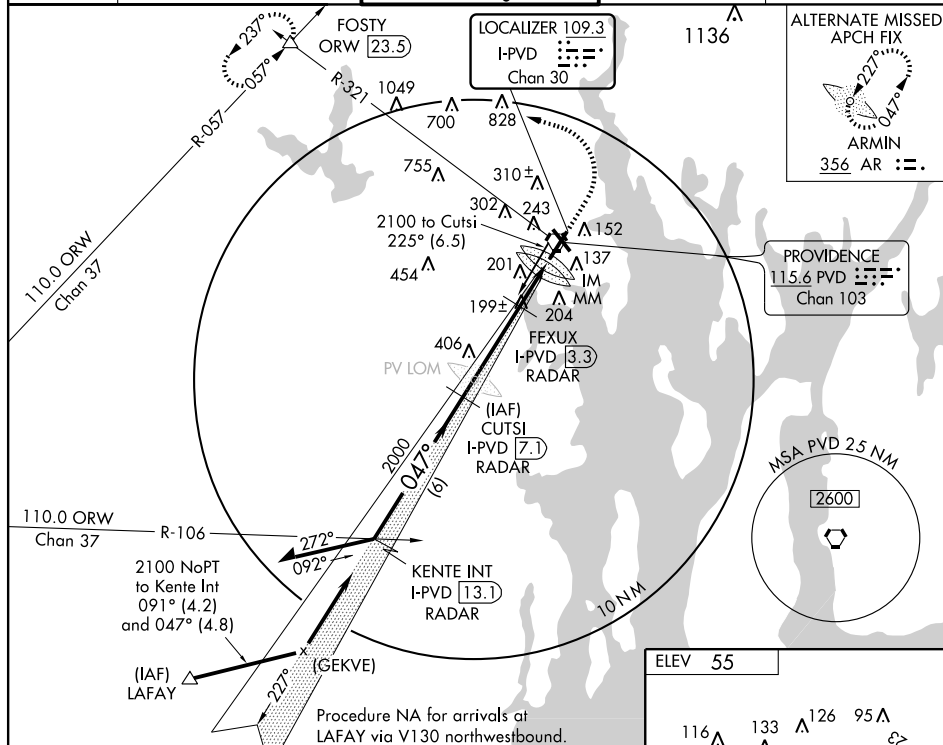 FOSTY
ORW 23.5
237°
057°
R-057
R-321
110.0 ORW
Chan 37
LOCALIZER 109.3
I-PVD
Chan 30
1136
ALTERNATE MISSED
APCH FIX
227°
047°
ARMIN
356 AR
1049
700
828
755
310±
302
243
152
2100 to Cutsi
225° (6.5)
454
201
137
IM
MM
199±
204
PROVIDENCE
115.6 PVD
Chan 103
FEXUX
I-PVD 3.3
RADAR
406
PV LOM
(IAF)
CUTSI
I-PVD 7.1
RADAR
2000
047°
(6)
MSA PVD 25 NM
2600
110.0 ORW
Chan 37
R-106
272°
092°
KENTE INT
I-PVD 13.1
RADAR
10 NM
2100 NoPT
to Kente Int
091° (4.2)
and 047° (4.8)
(IAF)
LAFAY
(GEKVE)
227°
Procedure NA for arrivals at
LAFAY via V130 northwestbound.
ELEV 55
116
133
126
95
23